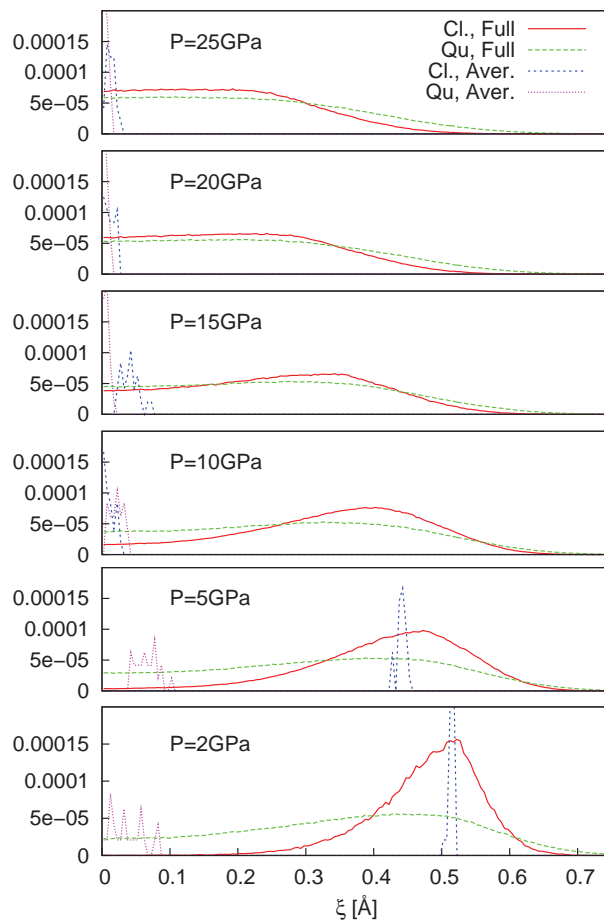 P=25GPa
Cl., Full
Qu, Full
Cl., Aver.
Qu, Aver.
0.00015
0.0001
5e−05
0
P=20GPa
0.00015
0.0001
5e−05
0
P=15GPa
0.00015
0.0001
5e−05
0
P=10GPa
0.00015
0.0001
5e−05
0
P=5GPa
0.00015
0.0001
5e−05
0
P=2GPa
0.00015
0.0001
5e−05
0
0 0.1 0.2 0.3 0.4 0.5 0.6 0.7
ξ [Å]